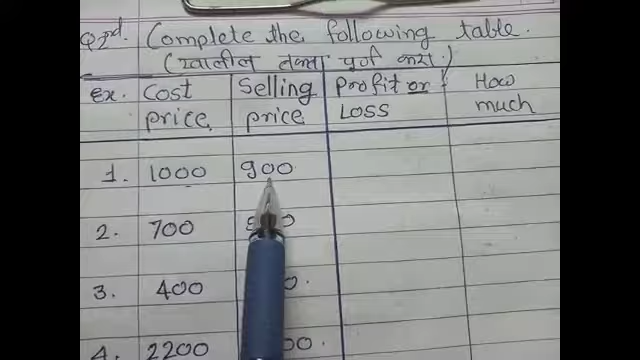 Q2nd. Complete the following table.
(खालील तक्ता पूर्ण करा.)
Ex. Cost price. Selling price Profit or Loss How much
1. 1000 900
2. 700
3. 400
4. 2200